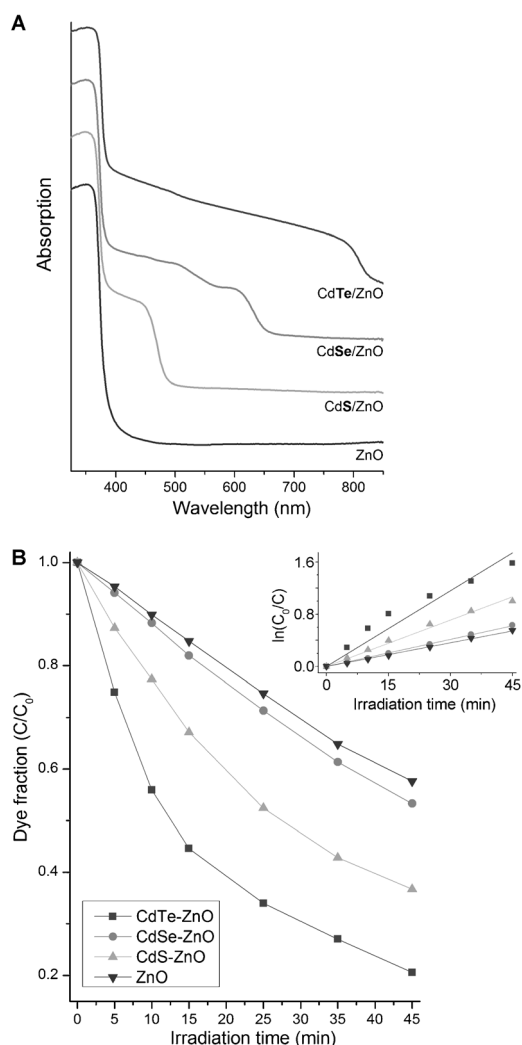 A
Absorption
CdTe/ZnO
CdSe/ZnO
CdS/ZnO
ZnO
400 500 600 700 800
Wavelength (nm)
B
1.0
0.8
0.6
0.4
0.2
Dye fraction (C/C0)
CdTe-ZnO
CdSe-ZnO
CdS-ZnO
ZnO
0 5 10 15 20 25 30 35 40 45
Irradiation time (min)
1.6
0.8
0.0
ln(C0/C)
0 15 30 45
Irradiation time (min)